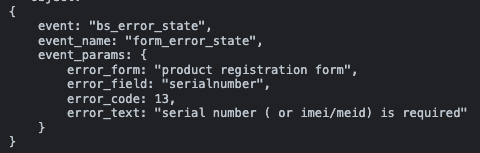 {
event: "bs_error_state",
event_name: "form_error_state",
event_params: {
error_form: "product registration form",
error_field: "serialnumber",
error_code: 13,
error_text: "serial number ( or imei/meid) is required"
}
}